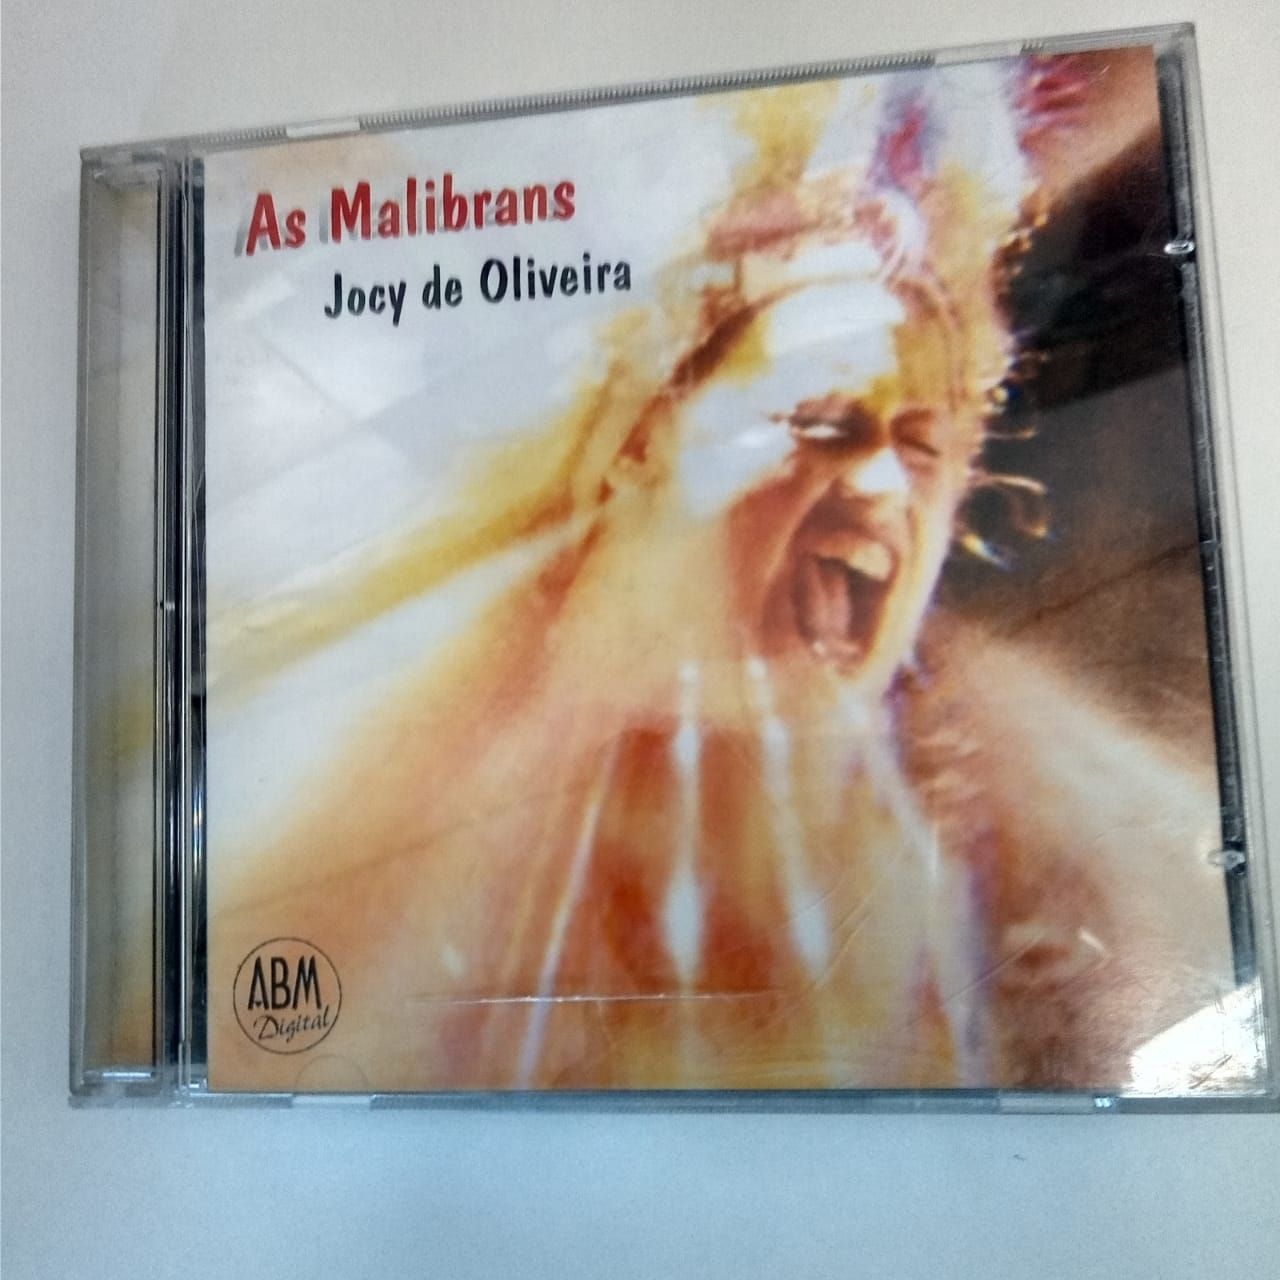 As Malibrans
Jocy de Oliveira
ABM
Digital